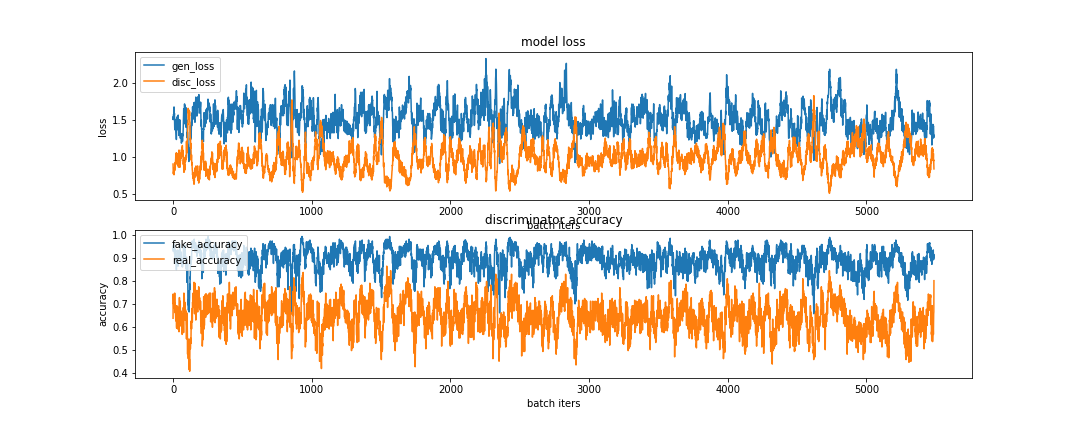 model loss
gen_loss
disc_loss
2.0
1.5
1.0
0.5
loss
0 1000 2000 3000 4000 5000
batch iters
discriminator accuracy
fake_accuracy
real_accuracy
1.0
0.9
0.8
0.7
0.6
0.5
0.4
accuracy
0 1000 2000 3000 4000 5000
batch iters